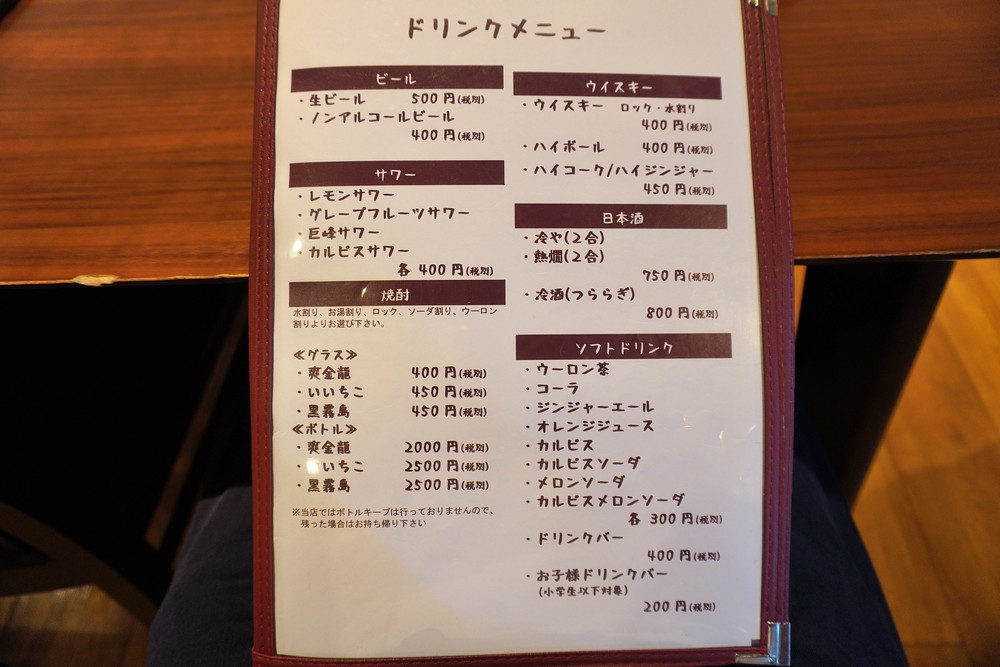 ドリンクメニュー
ビール
・生ビール 500円(税別)
・ノンアルコールビール
400円(税別)
サワー
・レモンサワー
・グレープフルーツサワー
・巨峰サワー
・カルピスサワー
各 400円(税別)
焼酎
水割り、お湯割り、ロック、ソーダ割り、ウーロン
割りよりお選び下さい。
≪グラス≫
・爽金龍 400円(税別)
・いいちこ 450円(税別)
・黒霧島 450円(税別)
≪ボトル≫
・爽金龍 2000円(税別)
・いいちこ 2500円(税別)
・黒霧島 2500円(税別)
※当店ではボトルキープは行っておりませんので、
残った場合はお持ち帰り下さい
ウイスキー
・ウイスキー ロック・水割り
400円(税別)
・ハイボール 400円(税別)
・ハイコーク/ハイジンジャー
450円(税別)
日本酒
・冷や(2合)
・熱燗(2合)
750円(税別)
・冷酒(つららぎ)
800円(税別)
ソフトドリンク
・ウーロン茶
・コーラ
・ジンジャーエール
・オレンジジュース
・カルピス
・カルピスソーダ
・メロンソーダ
・カルピスメロンソーダ
各 300円(税別)
・ドリンクバー
400円(税別)
・お子様ドリンクバー
(小学生以下対象)
200円(税別)